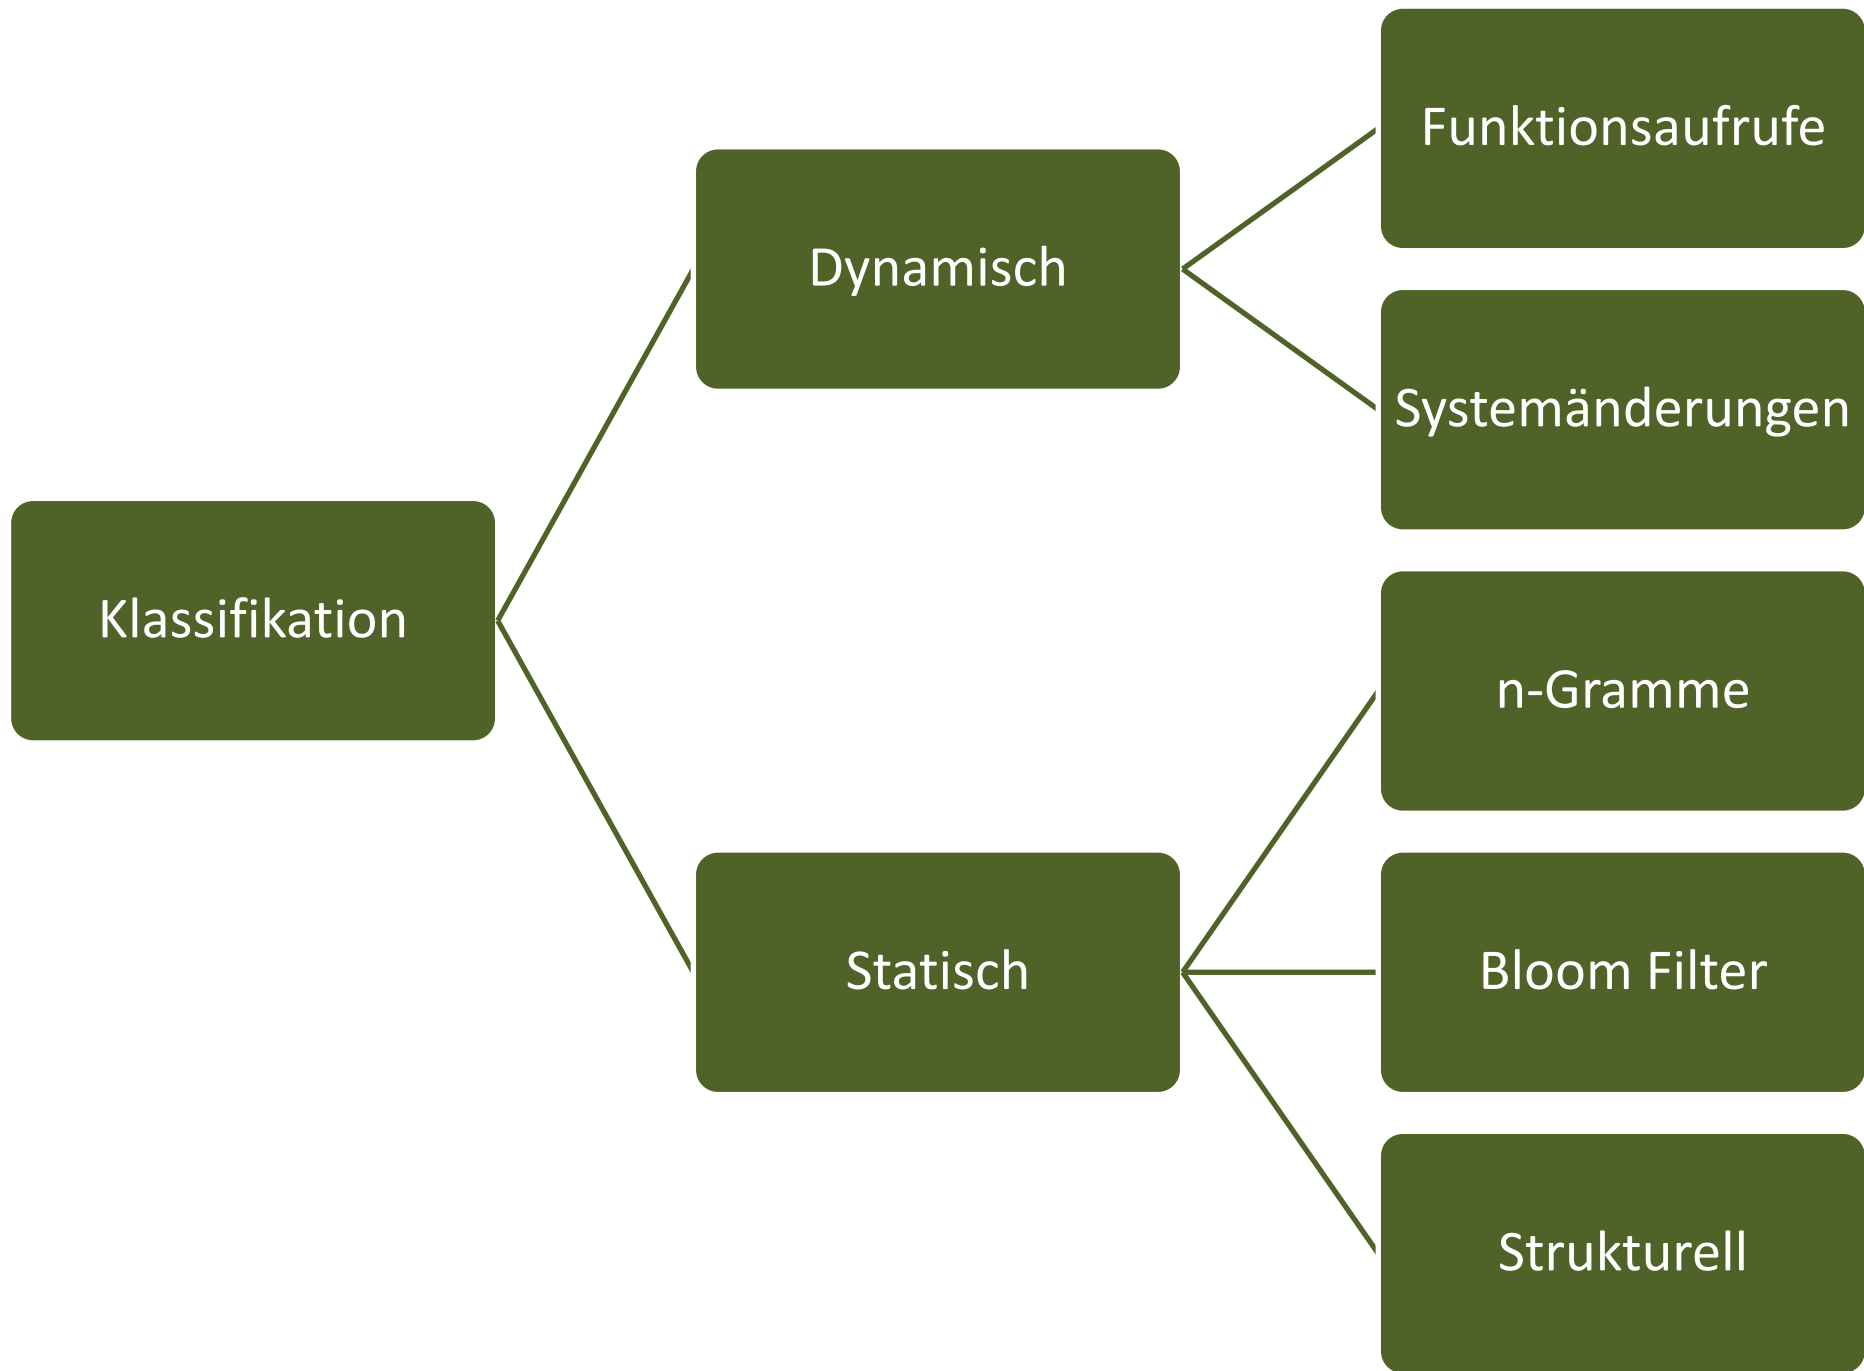 Klassifikation
Dynamisch
Funktionsaufrufe
Systemänderungen
Statisch
n-Gramme
Bloom Filter
Strukturell